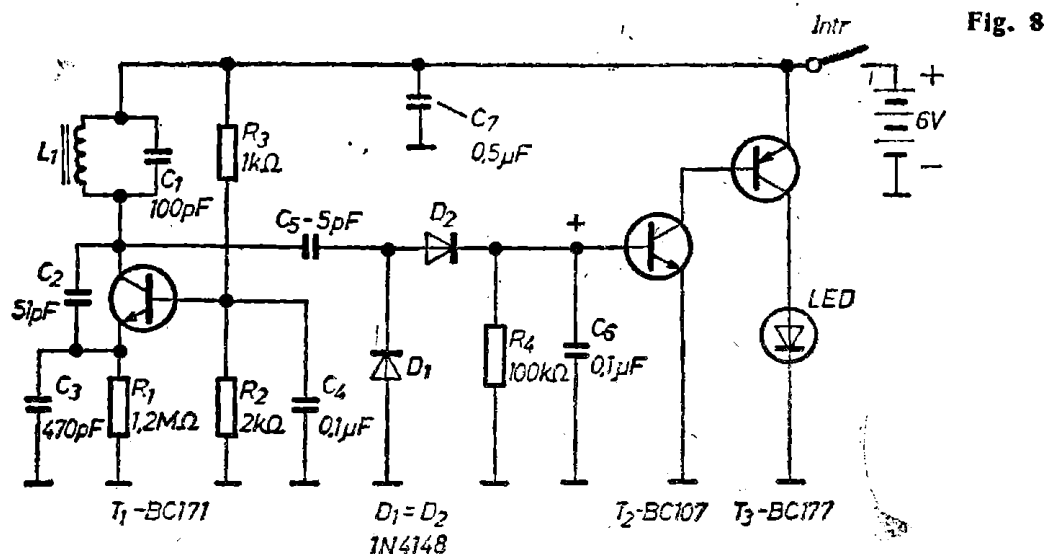 Fig. 8
Intr
+
6V
−
L1
C1
100pF
R3
1kΩ
C7
0,5µF
C5-5pF
D2
+
C2
51pF
C3
470pF
R1
1,2MΩ
R2
2kΩ
C4
0,1µF
D1
R4
100kΩ
C6
0,1µF
LED
T1-BC171
D1=D2
1N4148
T2-BC107
T3-BC177